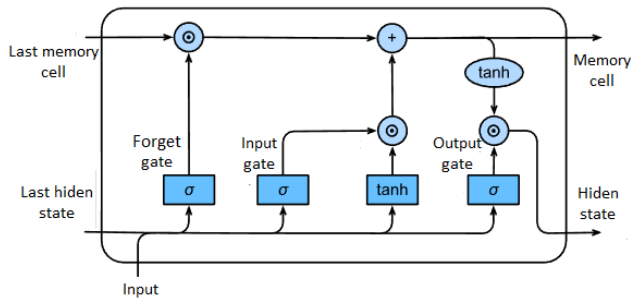 Last memory
cell
⊙
+
Memory
cell
tanh
⊙
⊙
Forget
gate
Input
gate
Output
gate
σ
σ
tanh
σ
Last hiden
state
Hiden
state
Input